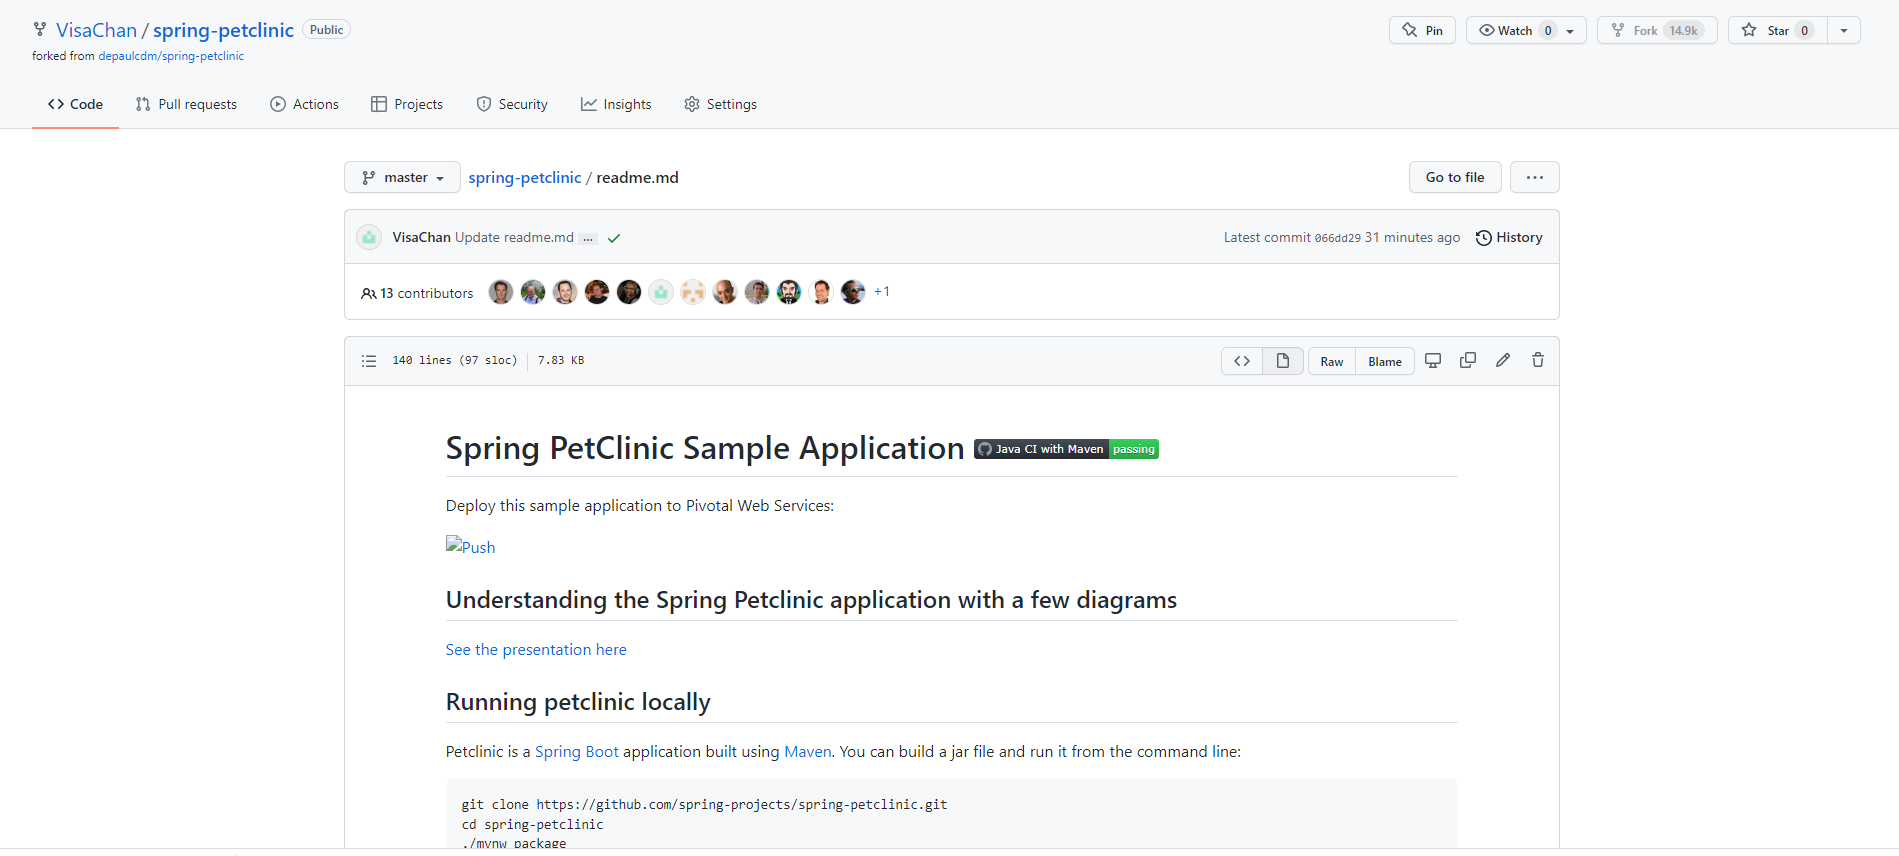 VisaChan / spring-petclinic Public
Pin Watch 0 Fork 14.9k Star 0
forked from depaulcdm/spring-petclinic
Code Pull requests Actions Projects Security Insights Settings
master spring-petclinic / readme.md Go to file ...
VisaChan Update readme.md ... Latest commit 066dd29 31 minutes ago History
13 contributors +1
140 lines (97 sloc) 7.83 KB Raw Blame
Spring PetClinic Sample Application Java CI with Maven passing
Deploy this sample application to Pivotal Web Services:
Push
Understanding the Spring Petclinic application with a few diagrams
See the presentation here
Running petclinic locally
Petclinic is a Spring Boot application built using Maven. You can build a jar file and run it from the command line:
git clone https://github.com/spring-projects/spring-petclinic.git
cd spring-petclinic
./mvnw package